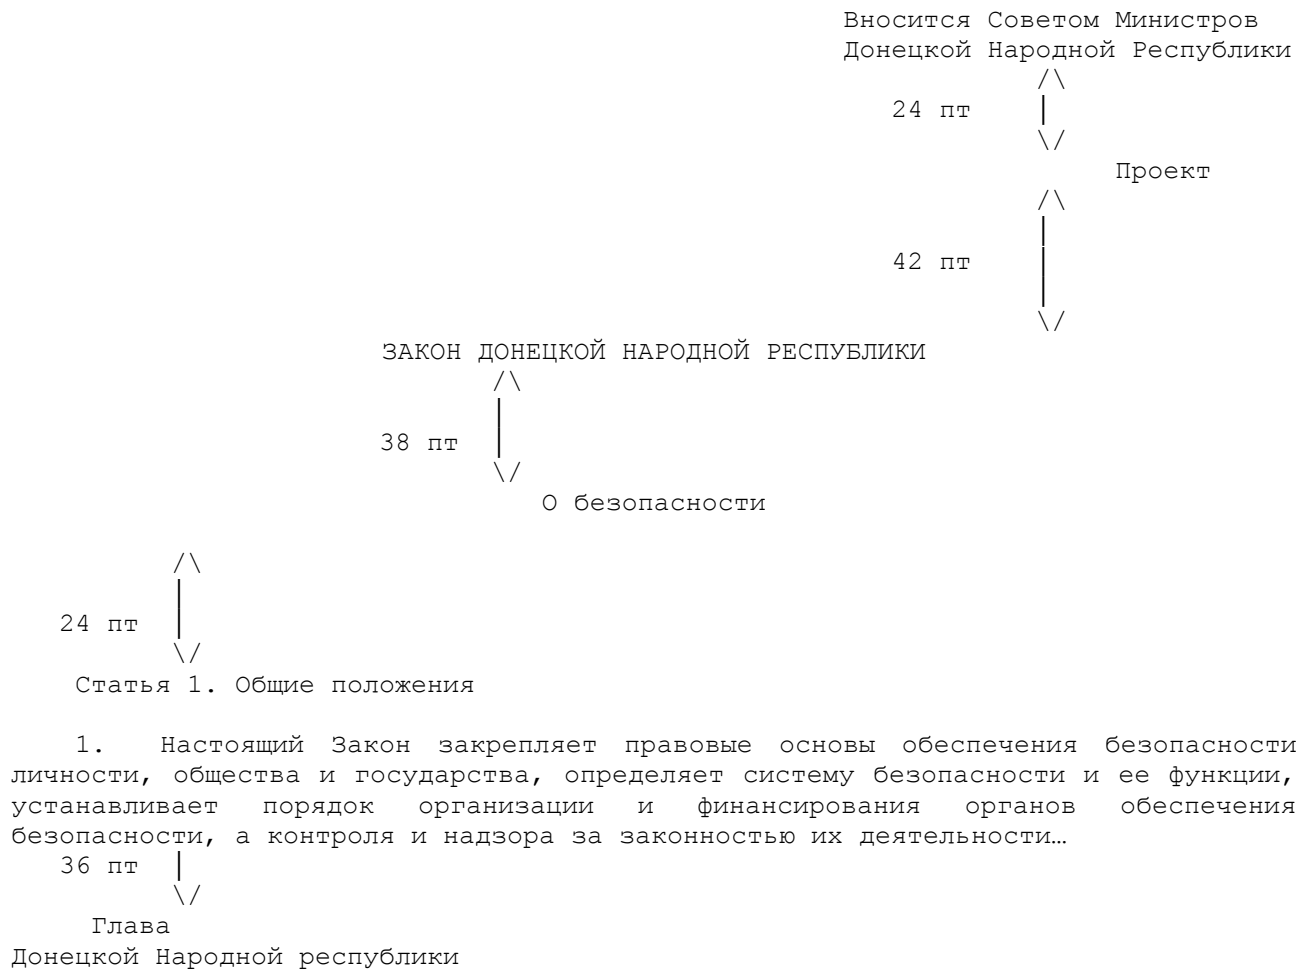 Вносится Советом Министров
Донецкой Народной Республики
24 пт
Проект
42 пт
ЗАКОН ДОНЕЦКОЙ НАРОДНОЙ РЕСПУБЛИКИ
38 пт
О безопасности
24 пт
Статья 1. Общие положения
1. Настоящий Закон закрепляет правовые основы обеспечения безопасности
личности, общества и государства, определяет систему безопасности и ее функции,
устанавливает порядок организации и финансирования органов обеспечения
безопасности, а контроля и надзора за законностью их деятельности…
36 пт
Глава
Донецкой Народной республики